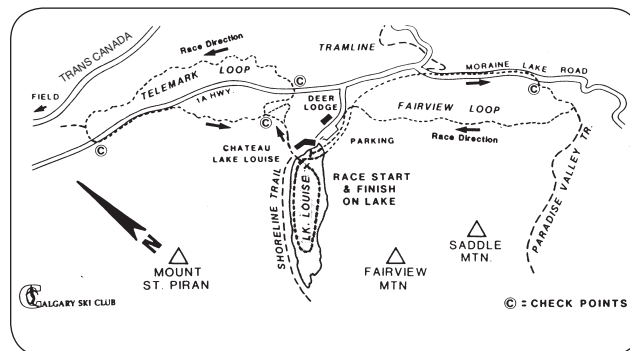 TRANS CANADA
Race Direction
TRAMLINE
FIELD
TELEMARK LOOP
1A HWY.
©
MORAINE LAKE ROAD
©
DEER
LODGE
FAIRVIEW LOOP
©
©
CHATEAU
LAKE LOUISE
PARKING
Race Direction
RACE START
& FINISH
ON LAKE
SHORELINE TRAIL
LK. LOUISE
PARADISE VALLEY TR.
N
MOUNT
ST. PIRAN
FAIRVIEW
MTN
SADDLE
MTN.
CALGARY SKI CLUB
© = CHECK POINTS